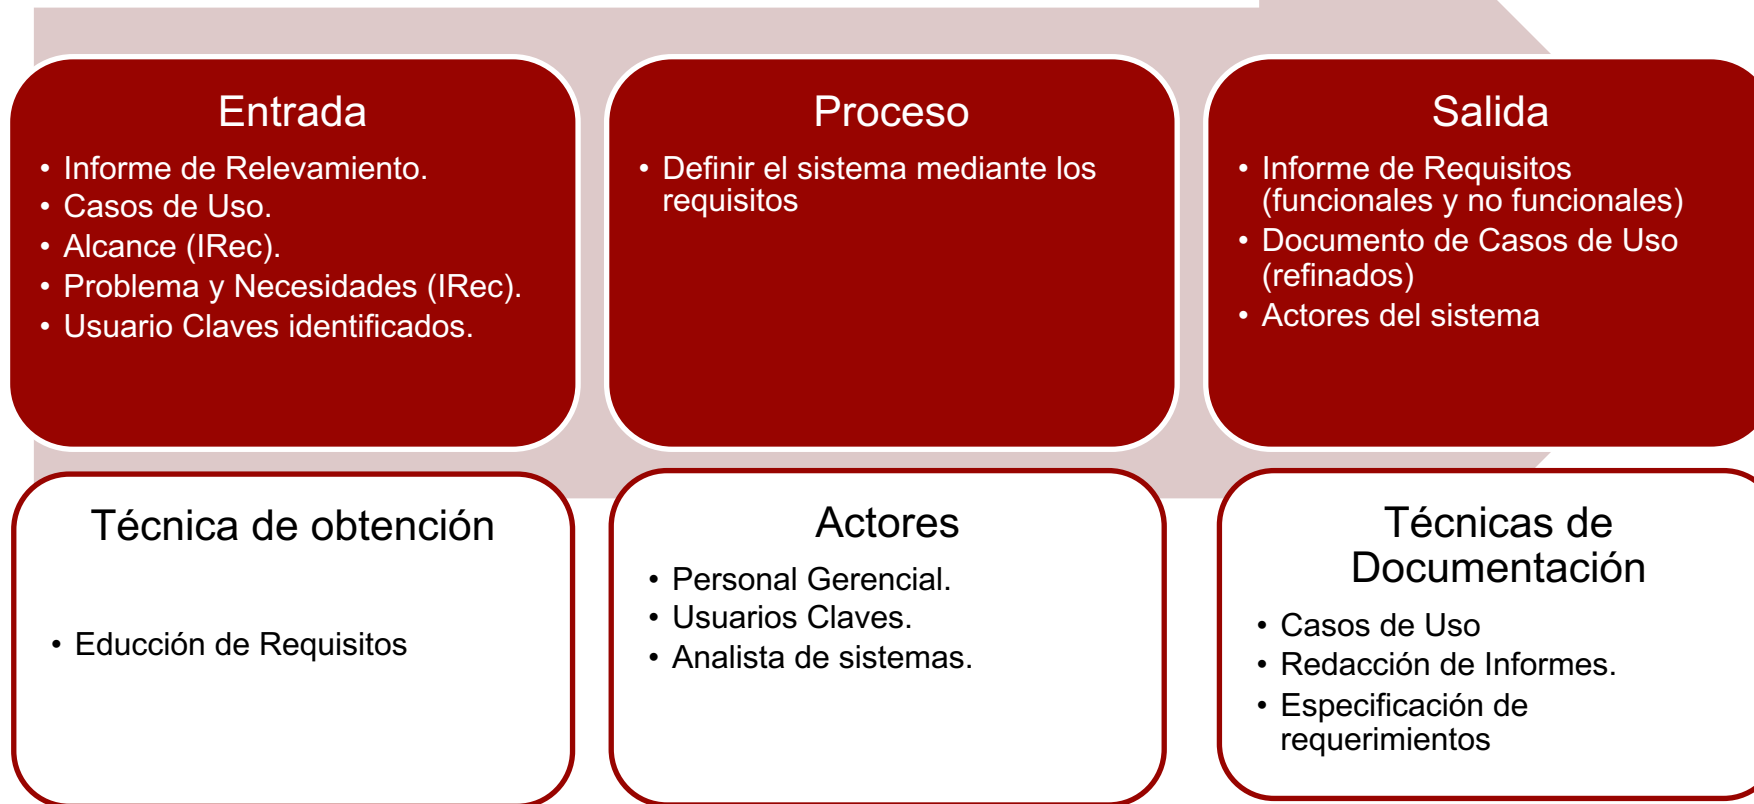 Entrada
• Informe de Relevamiento.
• Casos de Uso.
• Alcance (IRec).
• Problema y Necesidades (IRec).
• Usuario Claves identificados.
Proceso
• Definir el sistema mediante los
requisitos
Salida
• Informe de Requisitos
(funcionales y no funcionales)
• Documento de Casos de Uso
(refinados)
• Actores del sistema
Técnica de obtención
• Educción de Requisitos
Actores
• Personal Gerencial.
• Usuarios Claves.
• Analista de sistemas.
Técnicas de
Documentación
• Casos de Uso
• Redacción de Informes.
• Especificación de
requerimientos